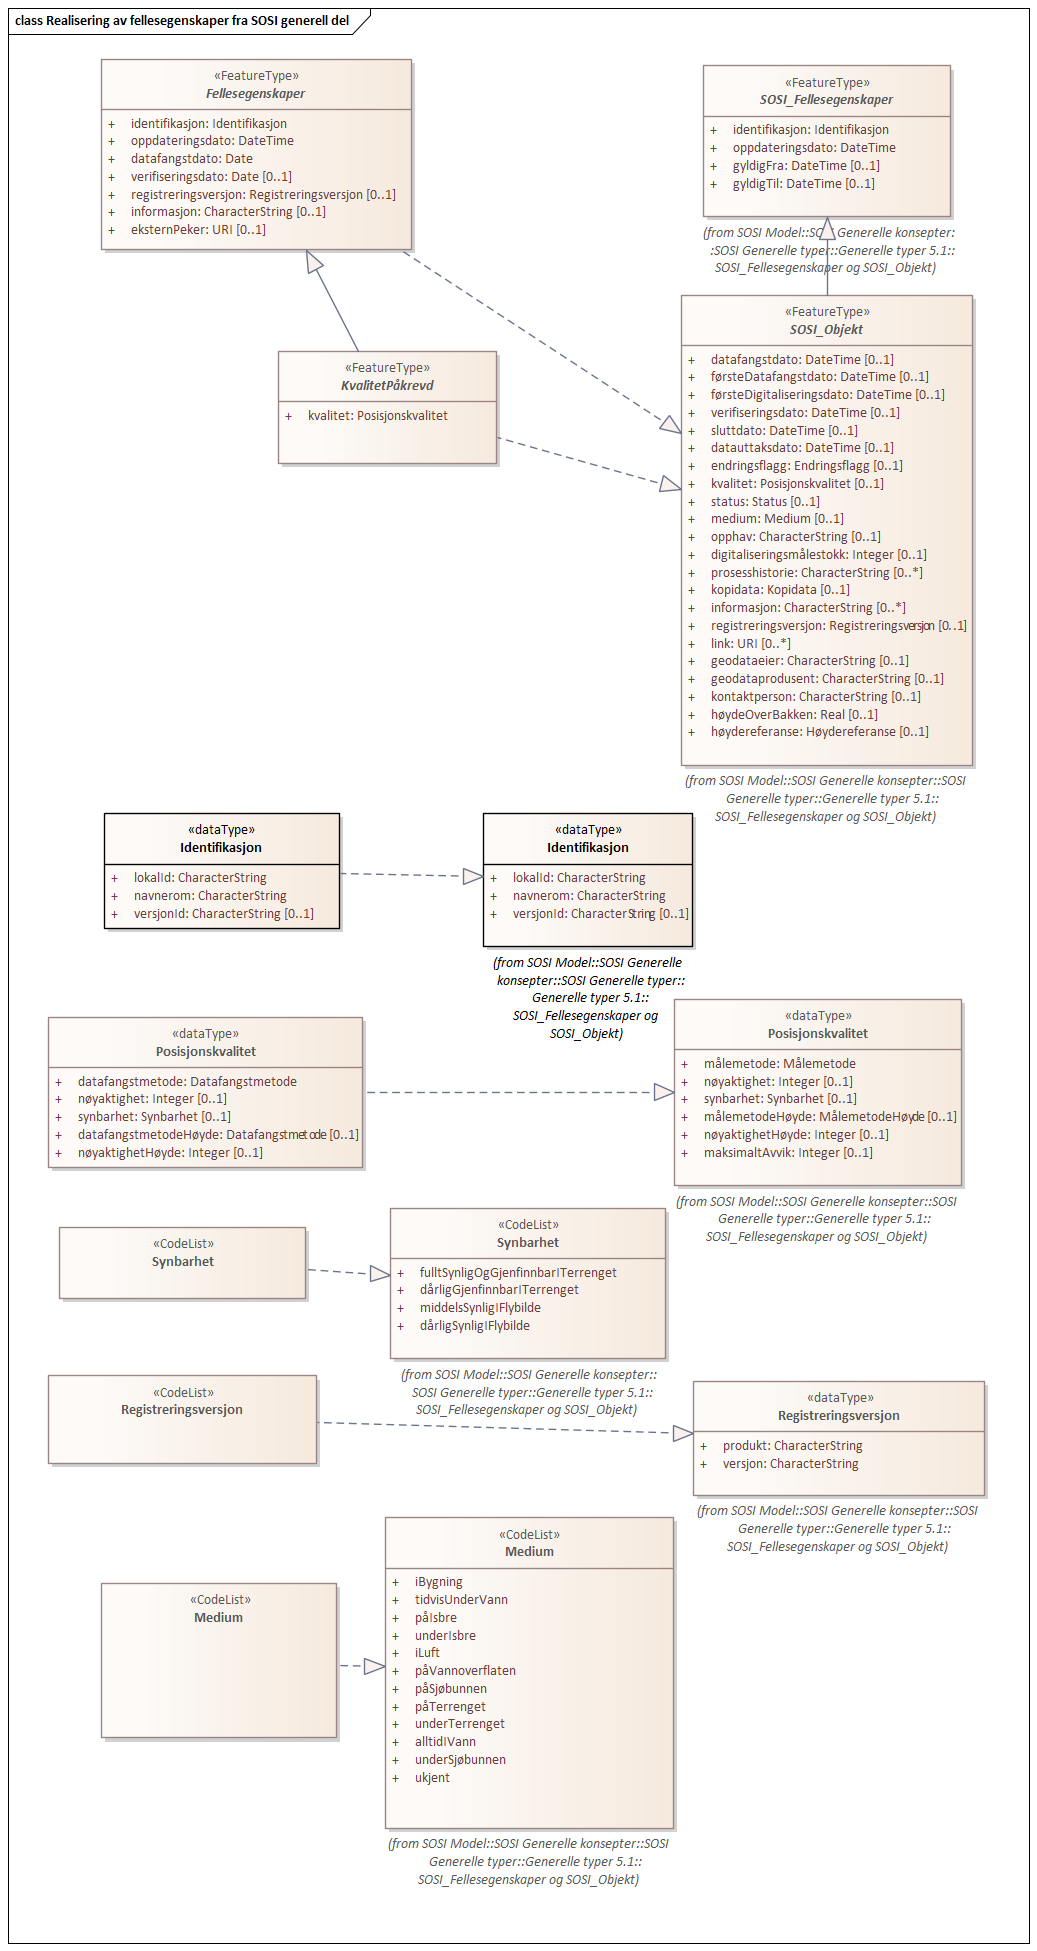 class Realisering av fellesegenskaper fra SOSI generell del
«FeatureType»
Fellesegenskaper
+ identifikasjon: Identifikasjon
+ oppdateringsdato: DateTime
+ datafangstdato: Date
+ verifiseringsdato: Date [0..1]
+ registreringsversjon: Registreringsversjon [0..1]
+ informasjon: CharacterString [0..1]
+ eksternPeker: URI [0..1]
«FeatureType»
SOSI_Fellesegenskaper
+ identifikasjon: Identifikasjon
+ oppdateringsdato: DateTime
+ gyldigFra: DateTime [0..1]
+ gyldigTil: DateTime [0..1]
(from SOSI Model::SOSI Generelle konsepter:
:SOSI Generelle typer::Generelle typer 5.1::
SOSI_Fellesegenskaper og SOSI_Objekt)
«FeatureType»
KvalitetPåkrevd
+ kvalitet: Posisjonskvalitet
«FeatureType»
SOSI_Objekt
+ datafangstdato: DateTime [0..1]
+ førsteDatafangstdato: DateTime [0..1]
+ førsteDigitaliseringsdato: DateTime [0..1]
+ verifiseringsdato: DateTime [0..1]
+ sluttdato: DateTime [0..1]
+ datauttaksdato: DateTime [0..1]
+ endringsflagg: Endringsflagg [0..1]
+ kvalitet: Posisjonskvalitet [0..1]
+ status: Status [0..1]
+ medium: Medium [0..1]
+ opphav: CharacterString [0..1]
+ digitaliseringsmålestokk: Integer [0..1]
+ prosesshistorie: CharacterString [0..*]
+ kopidata: Kopidata [0..1]
+ informasjon: CharacterString [0..*]
+ registreringsversjon: Registreringsversjon [0..1]
+ link: URI [0..*]
+ geodataeier: CharacterString [0..1]
+ geodataprodusent: CharacterString [0..1]
+ kontaktperson: CharacterString [0..1]
+ høydeOverBakken: Real [0..1]
+ høydereferanse: Høydereferanse [0..1]
(from SOSI Model::SOSI Generelle konsepter::SOSI
Generelle typer::Generelle typer 5.1::
SOSI_Fellesegenskaper og SOSI_Objekt)
«dataType»
Identifikasjon
+ lokalId: CharacterString
+ navnerom: CharacterString
+ versjonId: CharacterString [0..1]
«dataType»
Identifikasjon
+ lokalId: CharacterString
+ navnerom: CharacterString
+ versjonId: CharacterString [0..1]
(from SOSI Model::SOSI Generelle
konsepter::SOSI Generelle typer::
Generelle typer 5.1::
SOSI_Fellesegenskaper og
SOSI_Objekt)
«dataType»
Posisjonskvalitet
+ datafangstmetode: Datafangstmetode
+ nøyaktighet: Integer [0..1]
+ synbarhet: Synbarhet [0..1]
+ datafangstmetodeHøyde: Datafangstmetode [0..1]
+ nøyaktighetHøyde: Integer [0..1]
«dataType»
Posisjonskvalitet
+ målemetode: Målemetode
+ nøyaktighet: Integer [0..1]
+ synbarhet: Synbarhet [0..1]
+ målemetodeHøyde: MålemetodeHøyde [0..1]
+ nøyaktighetHøyde: Integer [0..1]
+ maksimaltAvvik: Integer [0..1]
(from SOSI Model::SOSI Generelle konsepter::SOSI
Generelle typer::Generelle typer 5.1::
SOSI_Fellesegenskaper og SOSI_Objekt)
«CodeList»
Synbarhet
«CodeList»
Synbarhet
+ fulltSynligOgGjenfinnbarITerrenget
+ dårligGjenfinnbarITerrenget
+ middelsSynligIFlybilde
+ dårligSynligIFlybilde
(from SOSI Model::SOSI Generelle konsepter::
SOSI Generelle typer::Generelle typer 5.1::
SOSI_Fellesegenskaper og SOSI_Objekt)
«CodeList»
Registreringsversjon
«dataType»
Registreringsversjon
+ produkt: CharacterString
+ versjon: CharacterString
(from SOSI Model::SOSI Generelle konsepter::SOSI
Generelle typer::Generelle typer 5.1::
SOSI_Fellesegenskaper og SOSI_Objekt)
«CodeList»
Medium
«CodeList»
Medium
+ iBygning
+ tidvisUnderVann
+ påIsbre
+ underIsbre
+ iLuft
+ påVannoverflaten
+ påSjøbunnen
+ påTerrenget
+ underTerrenget
+ alltidIVann
+ underSjøbunnen
+ ukjent
(from SOSI Model::SOSI Generelle konsepter::SOSI
Generelle typer::Generelle typer 5.1::
SOSI_Fellesegenskaper og SOSI_Objekt)